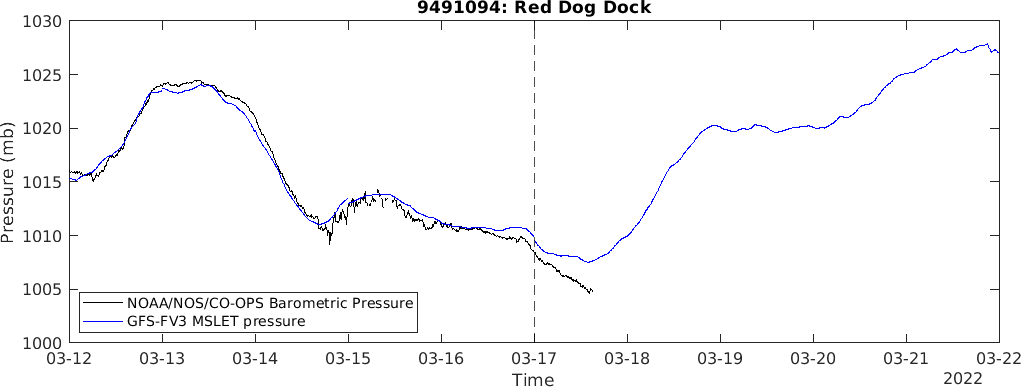 9491094: Red Dog Dock
1030
1025
1020
1015
1010
1005
1000
Pressure (mb)
NOAA/NOS/CO-OPS Barometric Pressure
GFS-FV3 MSLET pressure
03-12 03-13 03-14 03-15 03-16 03-17 03-18 03-19 03-20 03-21 03-22
Time
2022